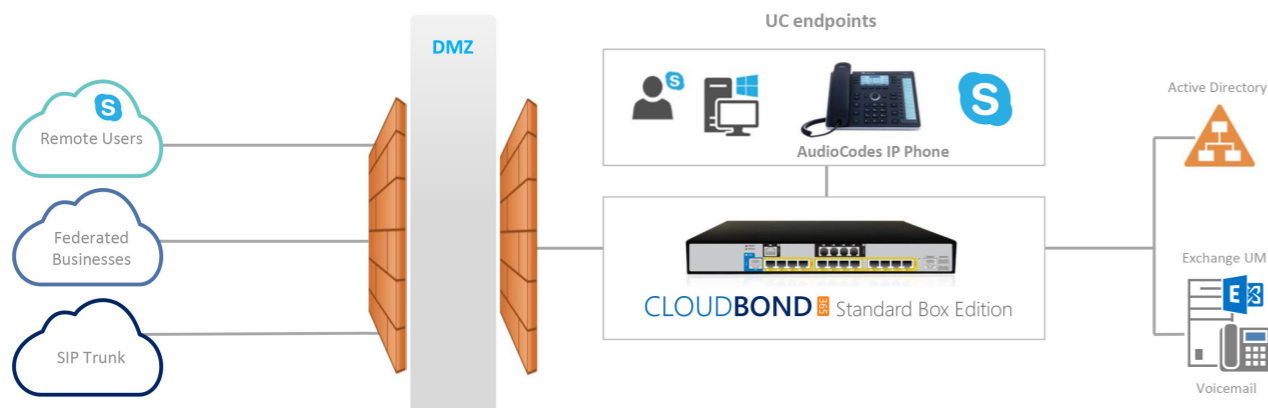 UC endpoints
DMZ
Remote Users
Federated
Businesses
SIP Trunk
AudioCodes IP Phone
CLOUDBOND 365 Standard Box Edition
Active Directory
Exchange UM
Voicemail